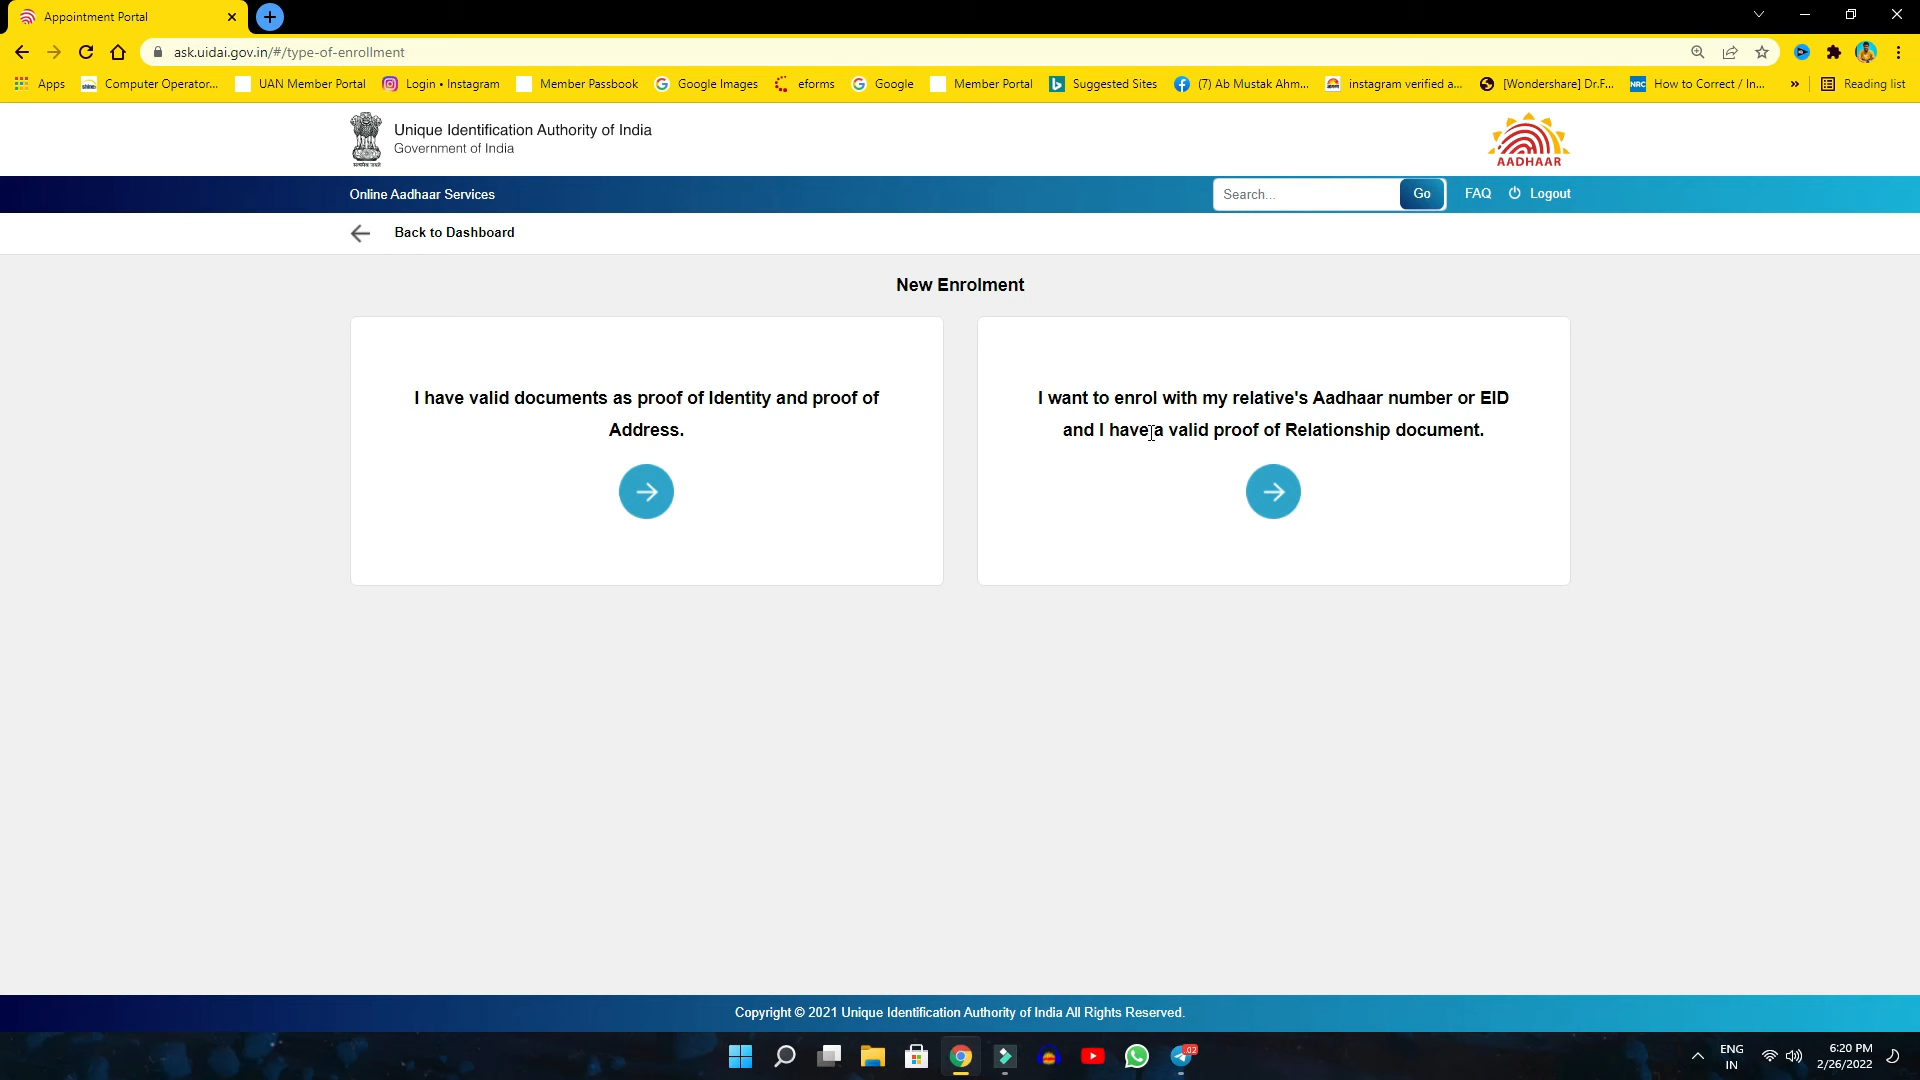 Appointment Portal
ask.uidai.gov.in/#/type-of-enrollment
Apps Computer Operator... UAN Member Portal Login • Instagram Member Passbook Google Images eforms Google Member Portal Suggested Sites (7) Ab Mustak Ahm... instagram verified a... [Wondershare] Dr.F... NRC How to Correct / In... » Reading list
Unique Identification Authority of India
Government of India
सत्यमेव जयते
AADHAAR
Online Aadhaar Services Search... Go FAQ Logout
Back to Dashboard
New Enrolment
I have valid documents as proof of Identity and proof of
Address.
I want to enrol with my relative's Aadhaar number or EID
and I have a valid proof of Relationship document.
Copyright © 2021 Unique Identification Authority of India All Rights Reserved.
ENG
IN
6:20 PM
2/26/2022